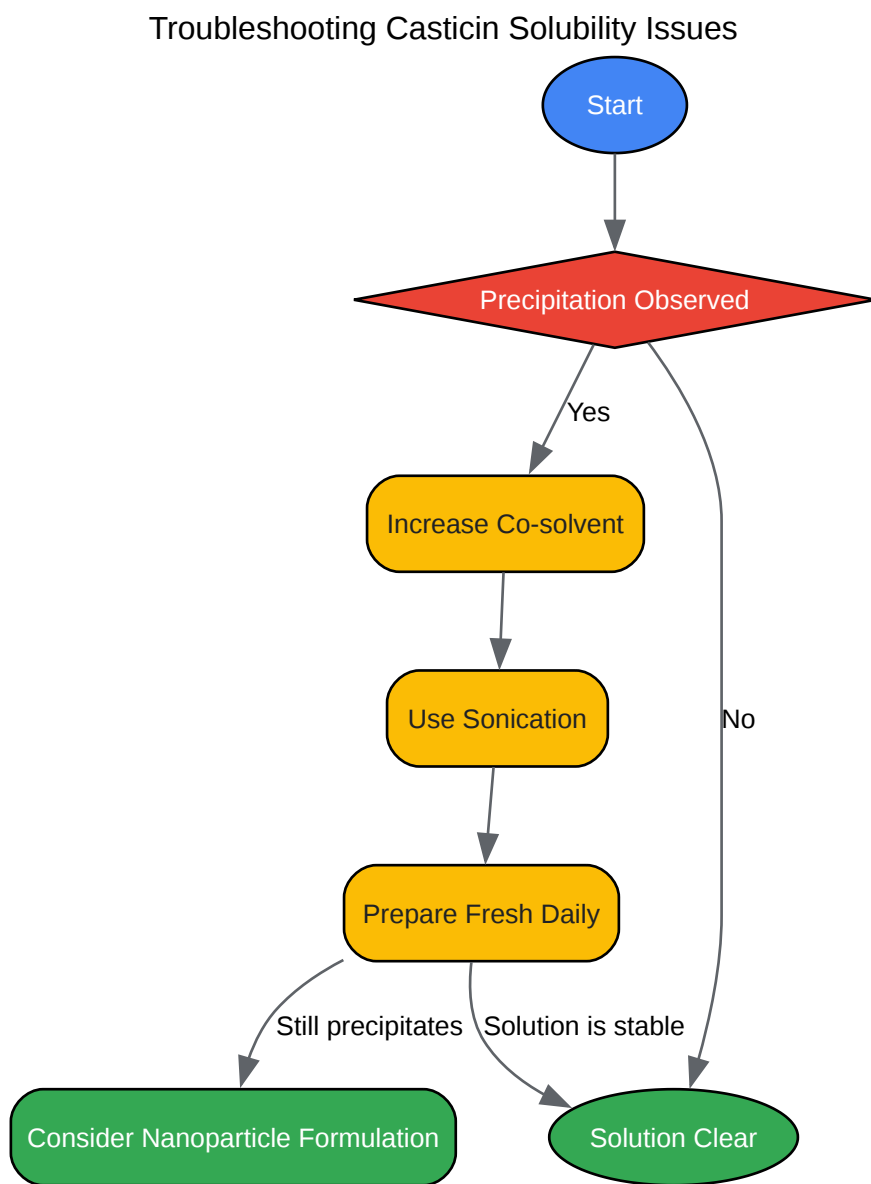 Troubleshooting Casticin Solubility Issues
Start
Precipitation Observed
Yes
Increase Co-solvent
Use Sonication
No
Prepare Fresh Daily
Still precipitates
Solution is stable
Consider Nanoparticle Formulation
Solution Clear